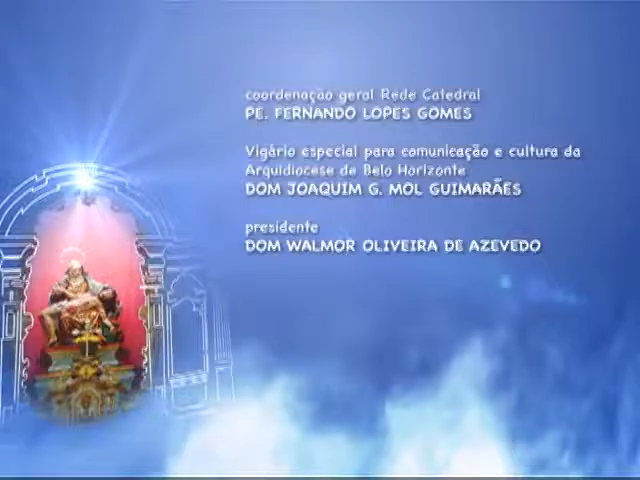 coordenação geral Rede Catedral
PE. FERNANDO LOPES GOMES
Vigário especial para comunicação e cultura da
Arquidiocese de Belo Horizonte
DOM JOAQUIM G. MOL GUIMARÃES
presidente
DOM WALMOR OLIVEIRA DE AZEVEDO